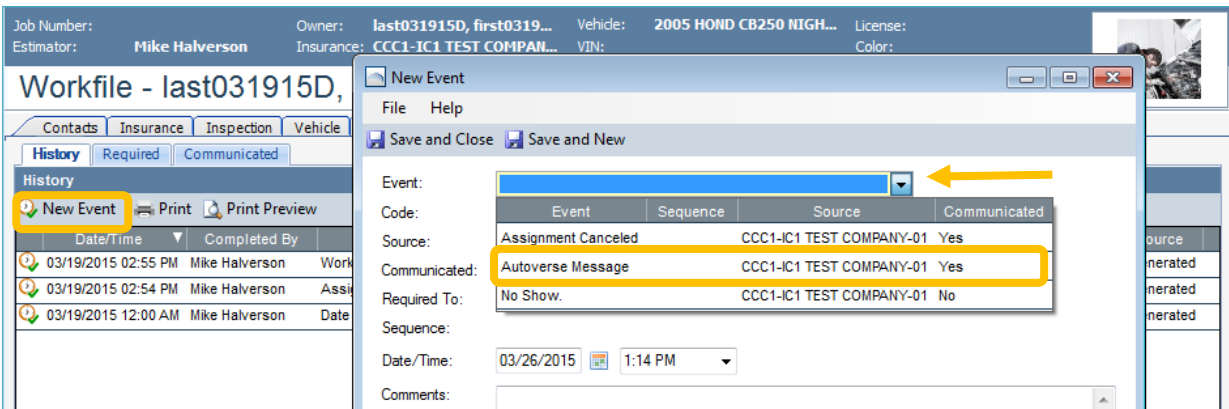 Job Number: Owner: last031915D, first0319... Vehicle: 2005 HOND CB250 NIGH... License:
Estimator: Mike Halverson Insurance: CCC1-IC1 TEST COMPAN... VIN: Color:
Workfile - last031915D,
Contacts Insurance Inspection Vehicle
History Required Communicated
History
New Event Print Print Preview
Date/Time Completed By ource
03/19/2015 02:55 PM Mike Halverson Work nerated
03/19/2015 02:54 PM Mike Halverson Assig nerated
03/19/2015 12:00 AM Mike Halverson Date nerated
New Event
File Help
Save and Close Save and New
Event:
Code:
Source:
Communicated:
Required To:
Sequence:
Event Sequence Source Communicated
Assignment Canceled CCC1-IC1 TEST COMPANY-01 Yes
Autoverse Message CCC1-IC1 TEST COMPANY-01 Yes
No Show. CCC1-IC1 TEST COMPANY-01 No
Date/Time: 03/26/2015 1:14 PM
Comments: